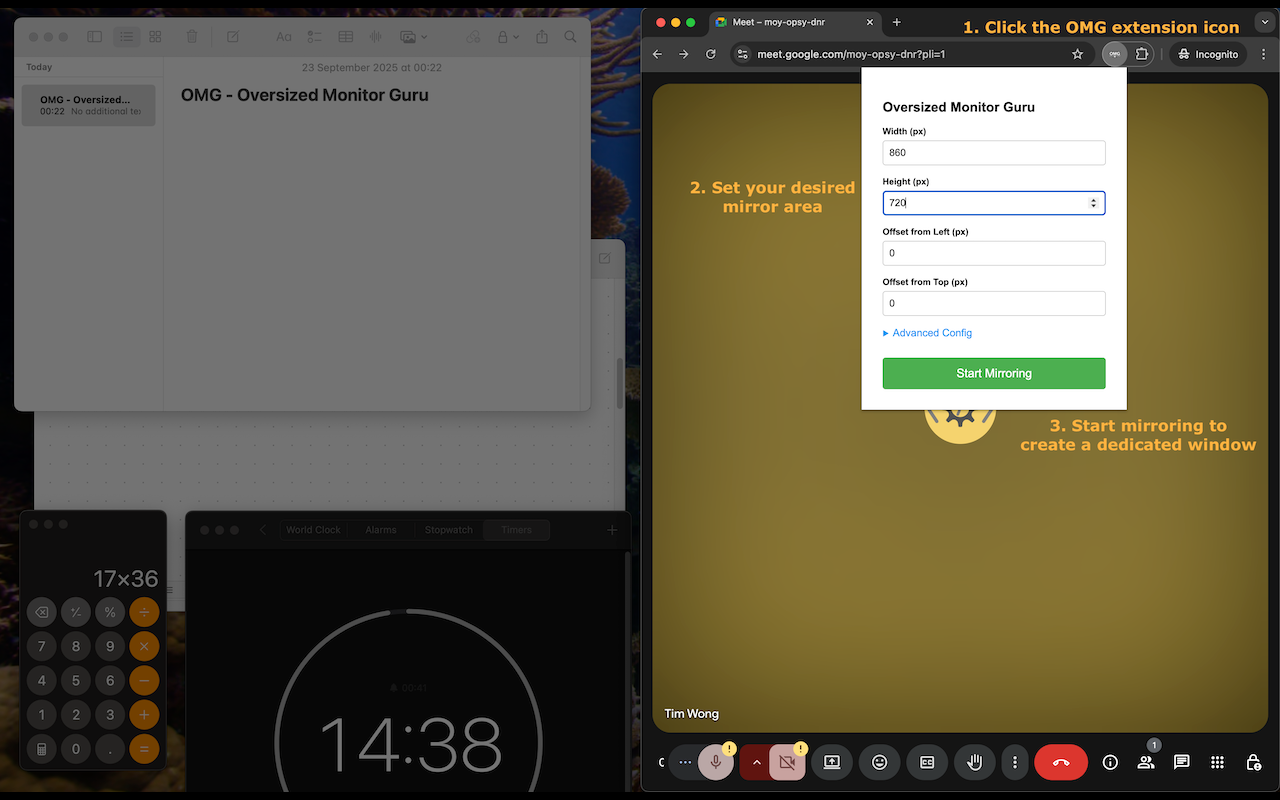 Today
23 September 2025 at 00:22
OMG - Oversized...
00:22 No additional te
OMG - Oversized Monitor Guru
Aa
17×36
%
7 8 9
4 5 6
1 2 3
0 .
World Clock
Alarms
Stopwatch
Timers
14:38
Meet – moy-opsy-dnr
1. Click the OMG extension icon
meet.google.com/moy-opsy-dnr?pli=1
OMG
Incognito
Oversized Monitor Guru
Width (px)
860
Height (px)
720
Offset from Left (px)
0
Offset from Top (px)
0
Advanced Config
Start Mirroring
2. Set your desired
mirror area
3. Start mirroring to
create a dedicated window
Tim Wong
CC
1